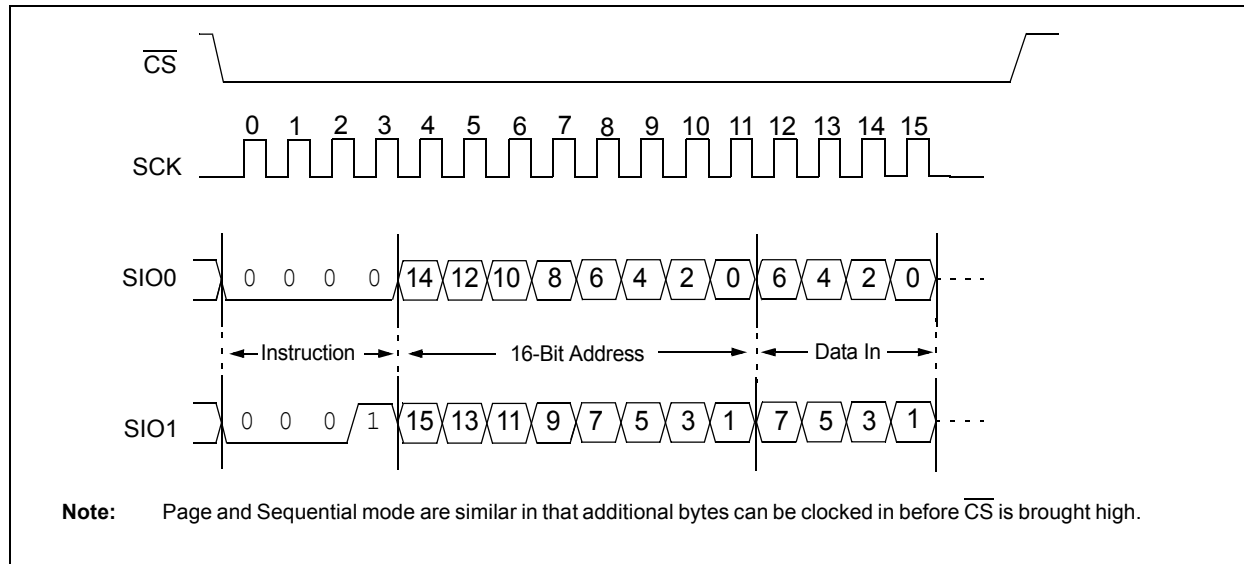 CS
0 1 2 3 4 5 6 7 8 9 10 11 12 13 14 15
SCK
SIO0 0 0 0 0 14 12 10 8 6 4 2 0 6 4 2 0
Instruction 16-Bit Address Data In
SIO1 0 0 0 1 15 13 11 9 7 5 3 1 7 5 3 1
Note: Page and Sequential mode are similar in that additional bytes can be clocked in before CS is brought high.